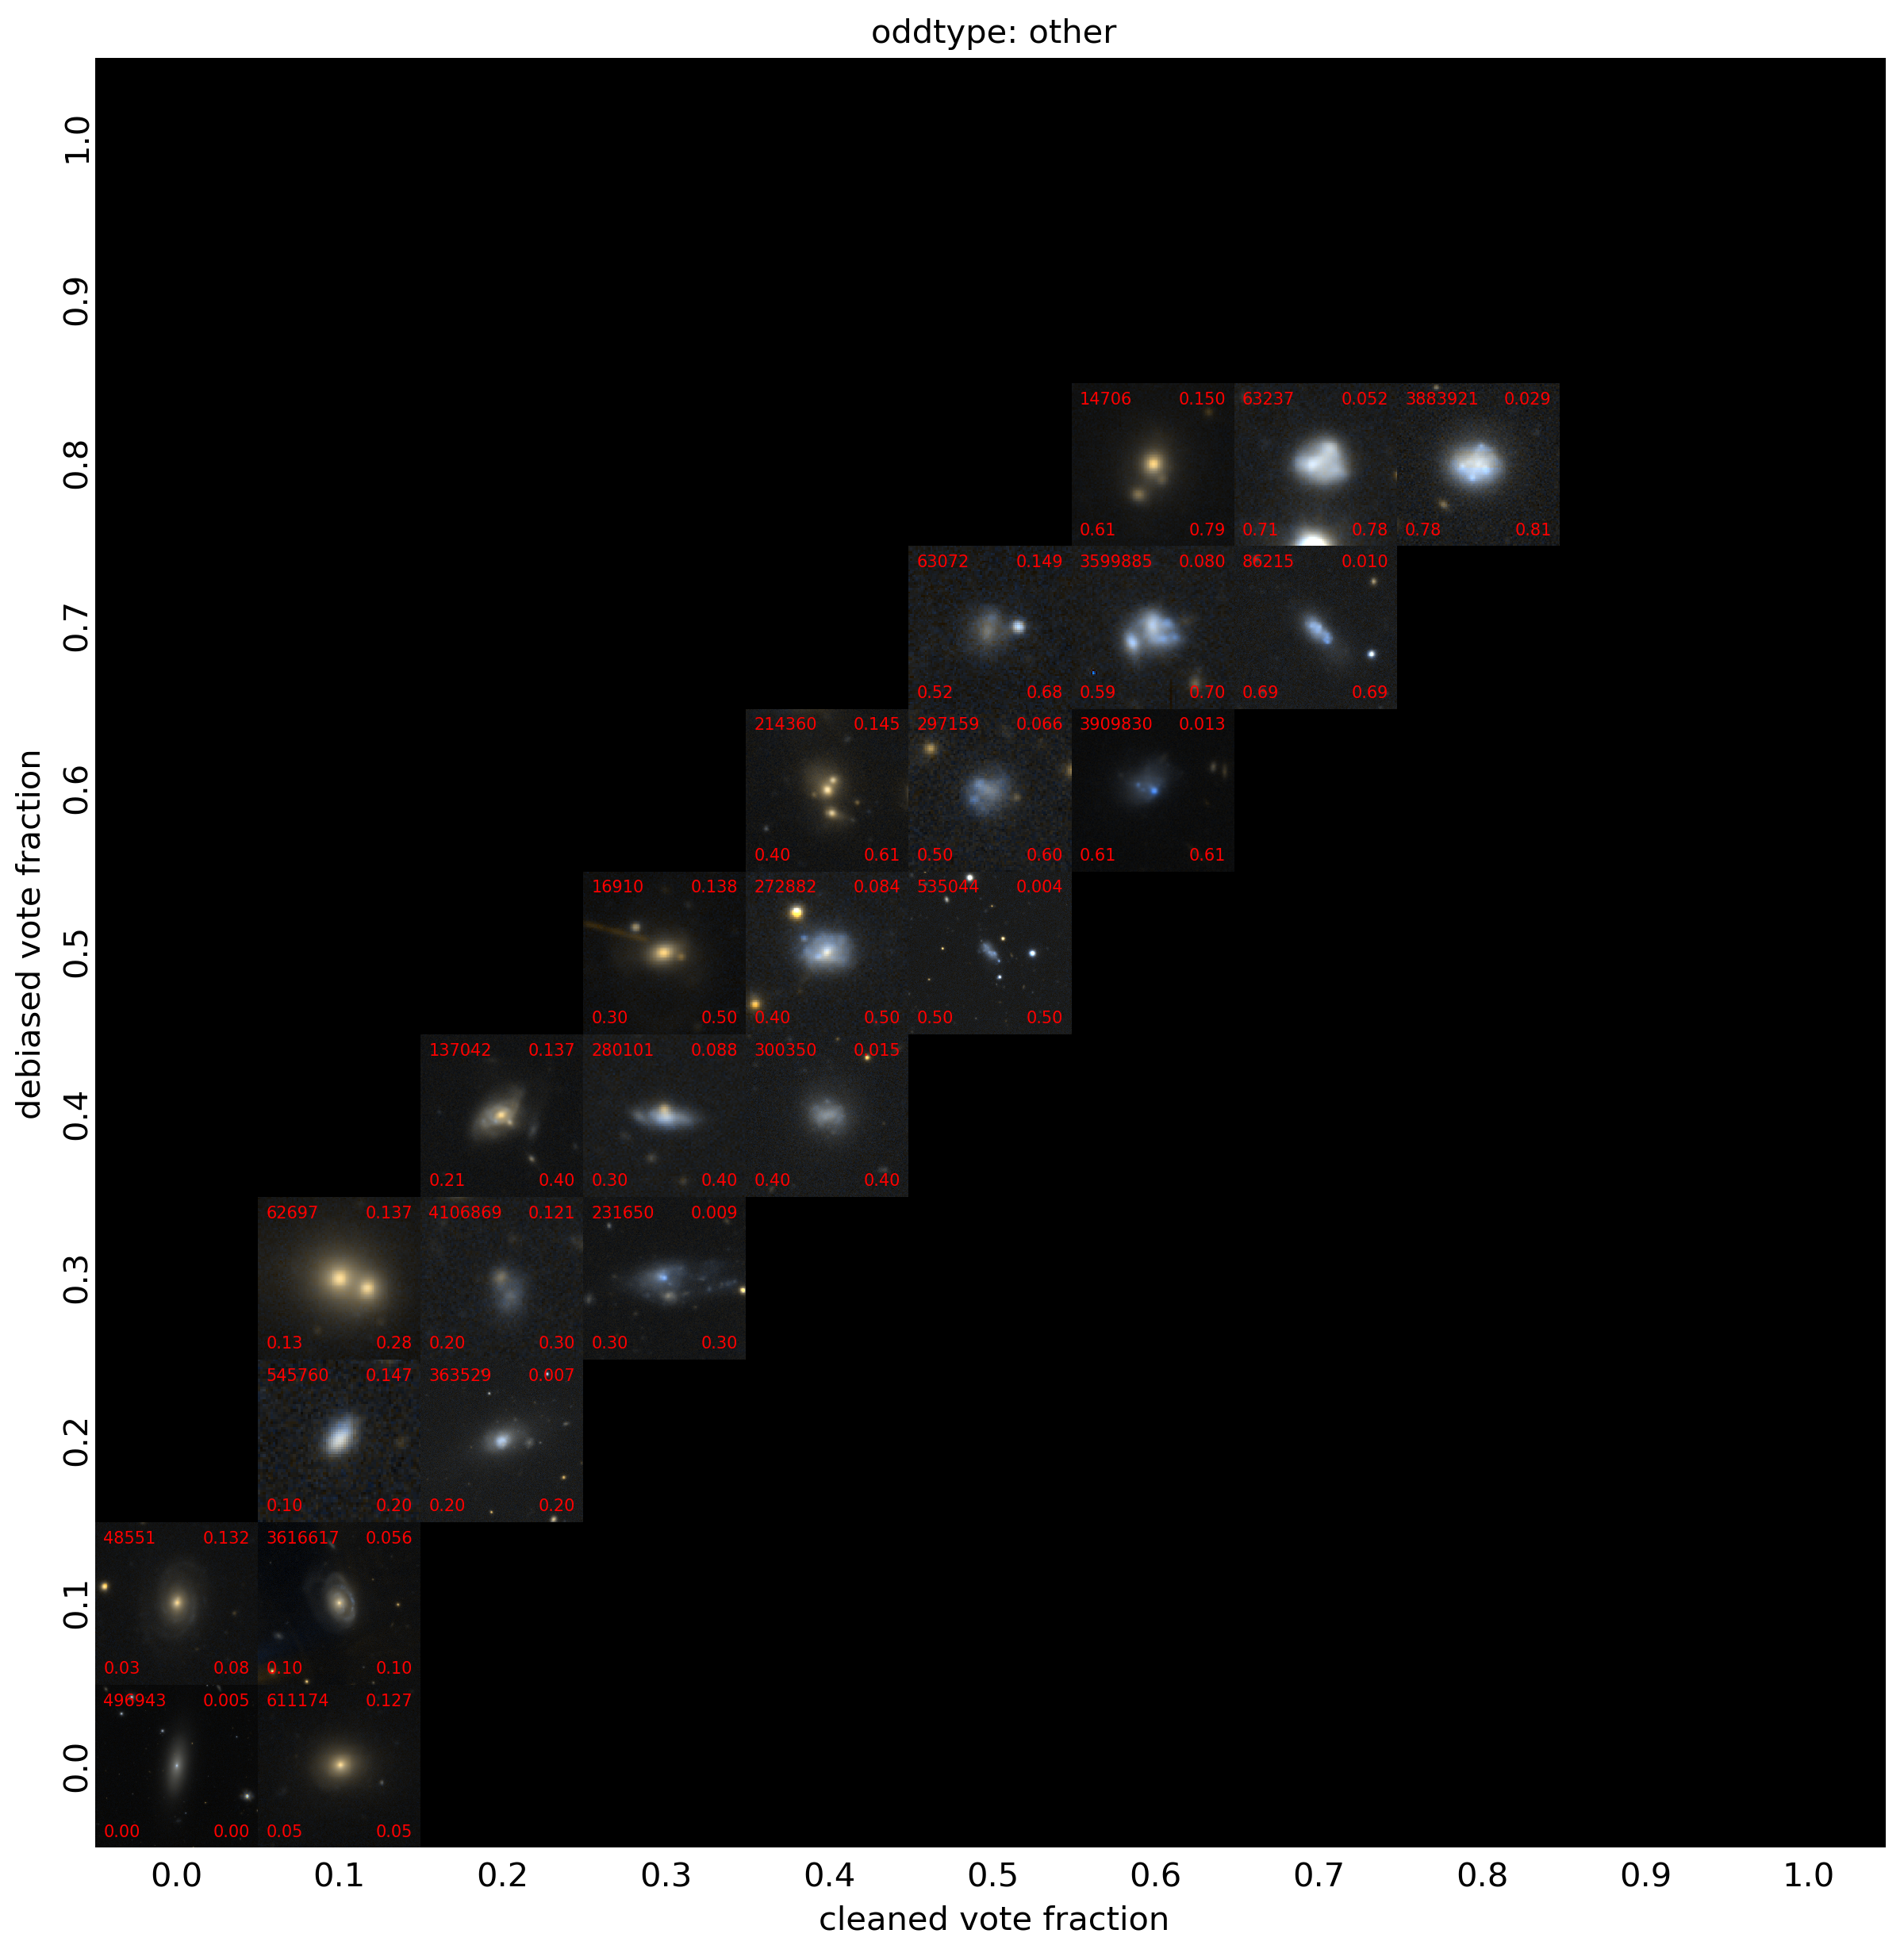 oddtype: other
debiased vote fraction
1.0
0.9
0.8
14706 0.150 63237 0.052 3883921 0.029
0.61 0.79 0.71 0.78 0.78 0.81
0.7
63072 0.149 3599885 0.080 86215 0.010
0.52 0.68 0.59 0.70 0.69 0.69
0.6
214360 0.145 297159 0.066 3909830 0.013
0.40 0.61 0.50 0.60 0.61 0.61
0.5
16910 0.138 272882 0.084 535044 0.004
0.30 0.50 0.40 0.50 0.50 0.50
0.4
137042 0.137 280101 0.088 300350 0.015
0.21 0.40 0.30 0.40 0.40 0.40
0.3
62697 0.137 4106869 0.121 231650 0.009
0.13 0.28 0.20 0.30 0.30 0.30
0.2
545760 0.147 363529 0.007
0.10 0.20 0.20 0.20
0.1
48551 0.132 3616617 0.056
0.03 0.08 0.10 0.10
0.0
496943 0.005 611174 0.127
0.00 0.00 0.05 0.05
0.0 0.1 0.2 0.3 0.4 0.5 0.6 0.7 0.8 0.9 1.0
cleaned vote fraction